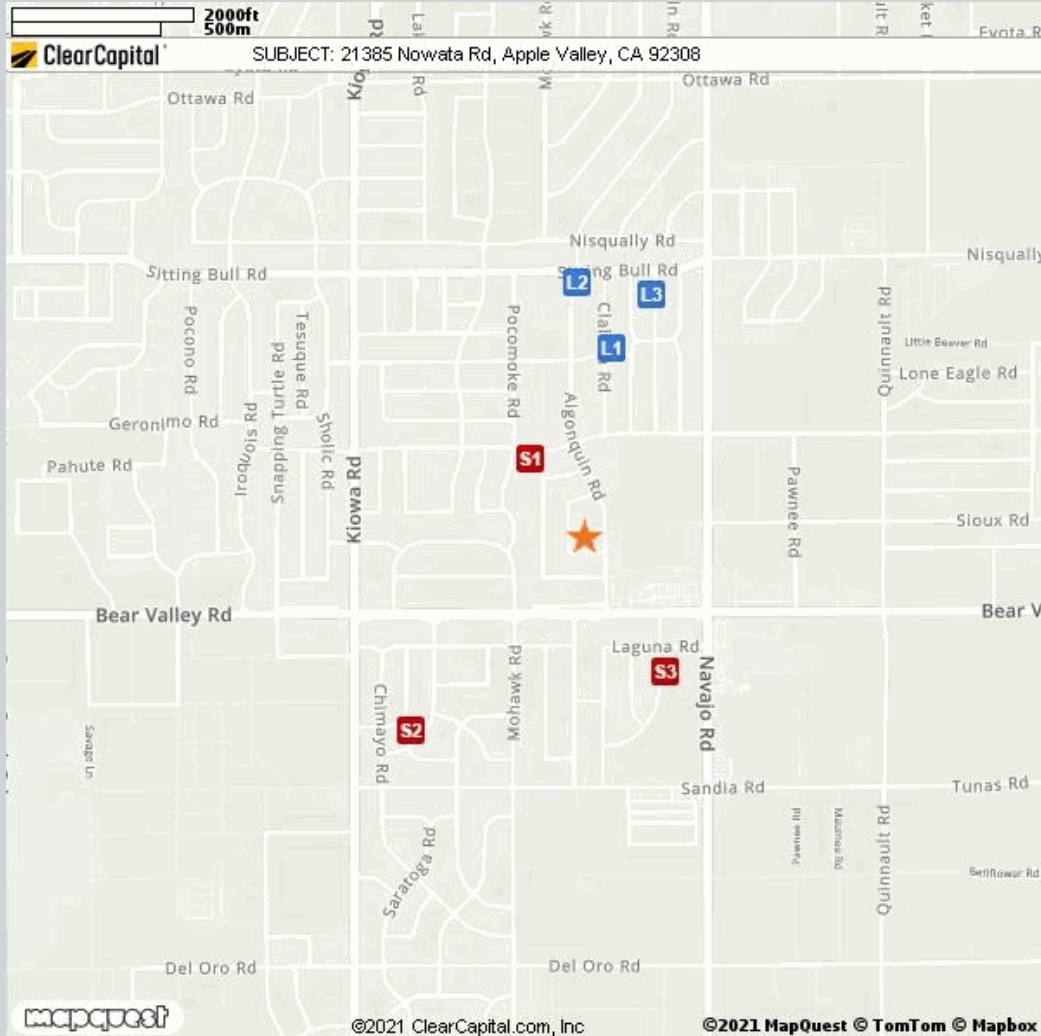 2000ft
500m
ClearCapital
SUBJECT: 21385 Nowata Rd, Apple Valley, CA 92308
Ottawa Rd
Ottawa Rd
Nisqually Rd
Nisqually
Sitting Bull Rd
Bull Rd
L2
L3
L1
Pocono Rd
Tesuque Rd
Snapping Turtle Rd
Pocomoke Rd
Quinnault Rd
Little Beaver Rd
Lone Eagle Rd
Geronimo Rd
Iroquois Rd
Sholic Rd
Algonquin Rd
Pahute Rd
S1
Kiowa Rd
Pawnee Rd
Sioux Rd
Bear Valley Rd
Bear V
Laguna Rd
S3
Navajo Rd
Mohawk Rd
Chimayo Rd
S2
Savage Ln
Sandia Rd
Tunas Rd
Pawnee Rd
Maumee Rd
Quinnault Rd
Saratoga Rd
Bellflower Rd
Del Oro Rd
Del Oro Rd
mapquest
©2021 ClearCapital.com, Inc
©2021 MapQuest © TomTom © Mapbox